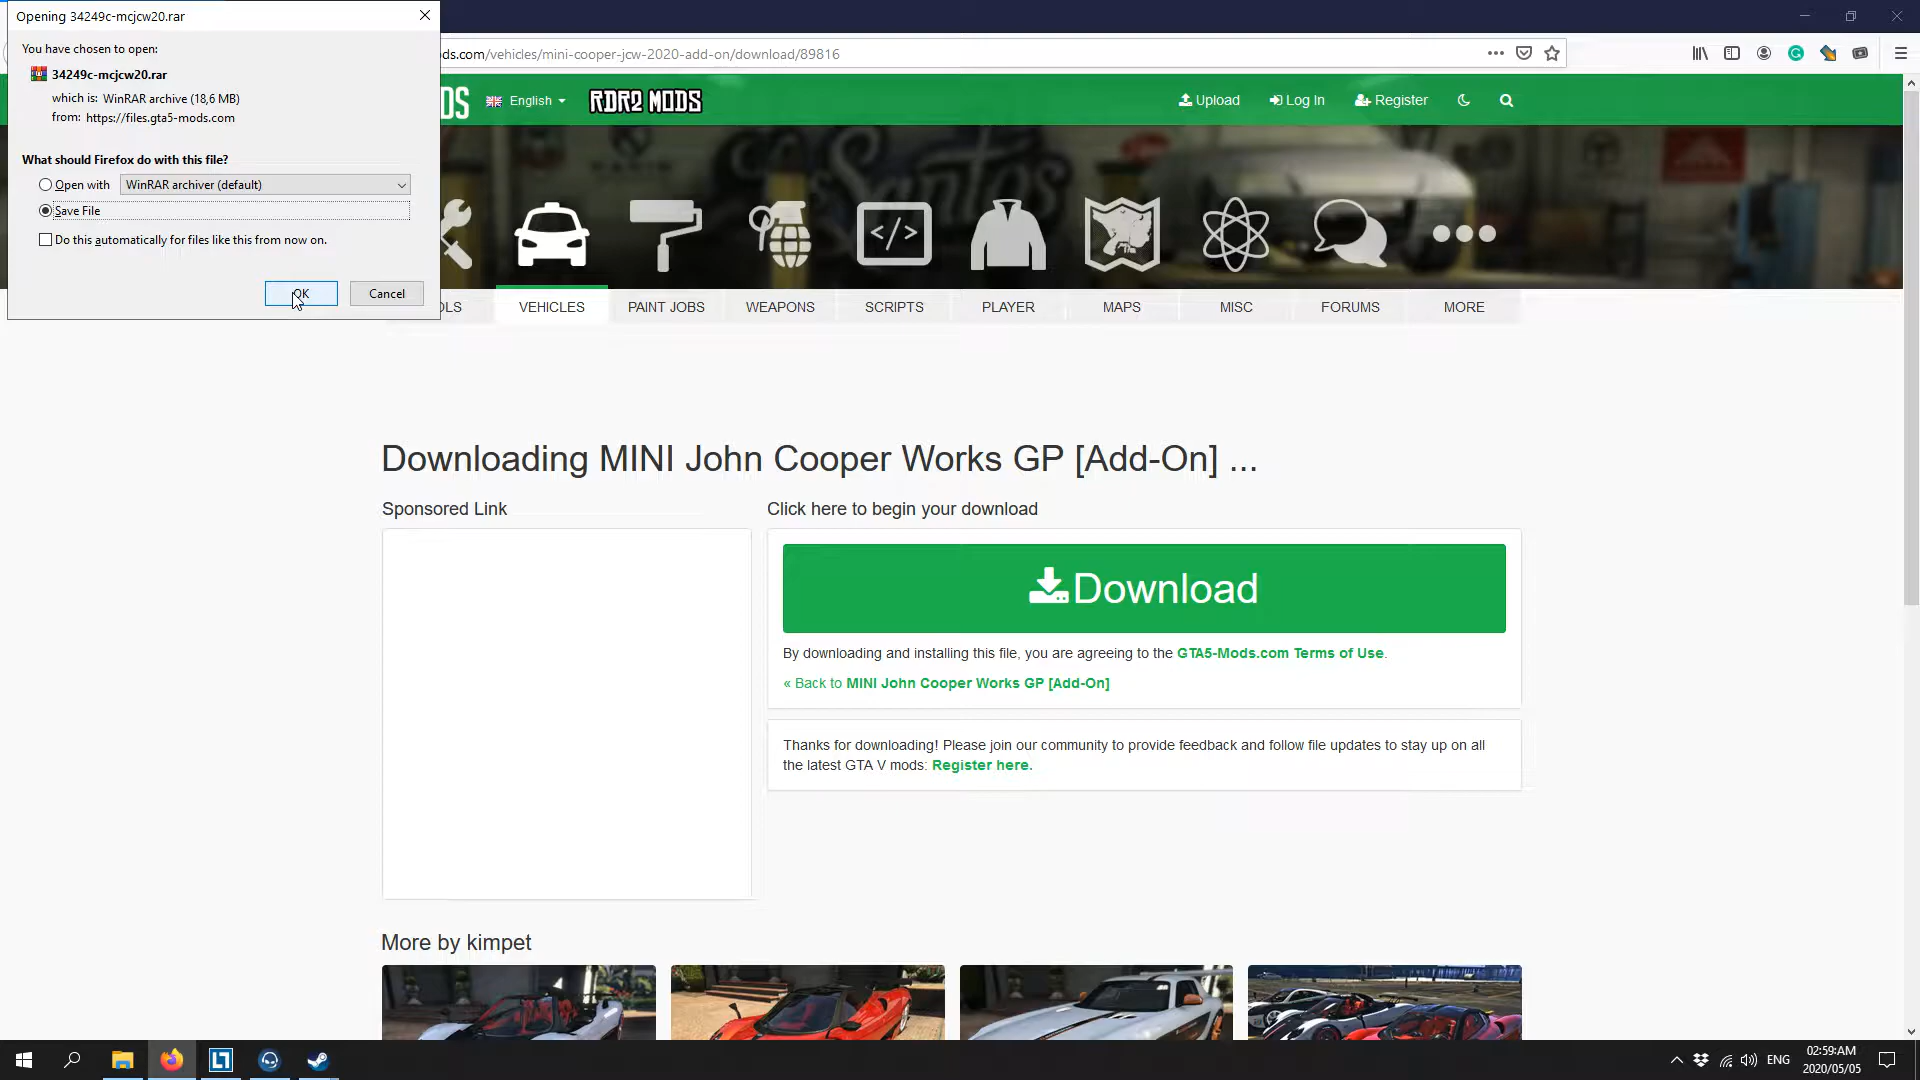 Opening 34249c-mcjcw20.rar
You have chosen to open:
34249c-mcjcw20.rar
which is: WinRAR archive (18,6 MB)
from: https://files.gta5-mods.com
What should Firefox do with this file?
Open with WinRAR archiver (default)
Save File
Do this automatically for files like this from now on.
OK Cancel
ds.com/vehicles/mini-cooper-jcw-2020-add-on/download/89816
DS English RDR2 MODS Upload Log In Register
OLS VEHICLES PAINT JOBS WEAPONS SCRIPTS PLAYER MAPS MISC FORUMS MORE
Downloading MINI John Cooper Works GP [Add-On] ...
Sponsored Link
Click here to begin your download
Download
By downloading and installing this file, you are agreeing to the GTA5-Mods.com Terms of Use.
« Back to MINI John Cooper Works GP [Add-On]
Thanks for downloading! Please join our community to provide feedback and follow file updates to stay up on all
the latest GTA V mods: Register here.
More by kimpet
ENG
02:59:AM
2020/05/05